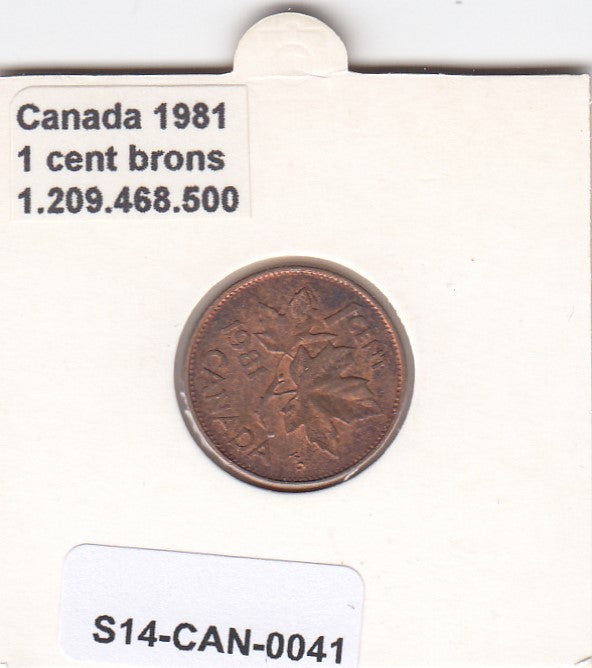 Canada 1981
1 cent brons
1.209.468.500
1 CENT
1981
CANADA
S14-CAN-0041